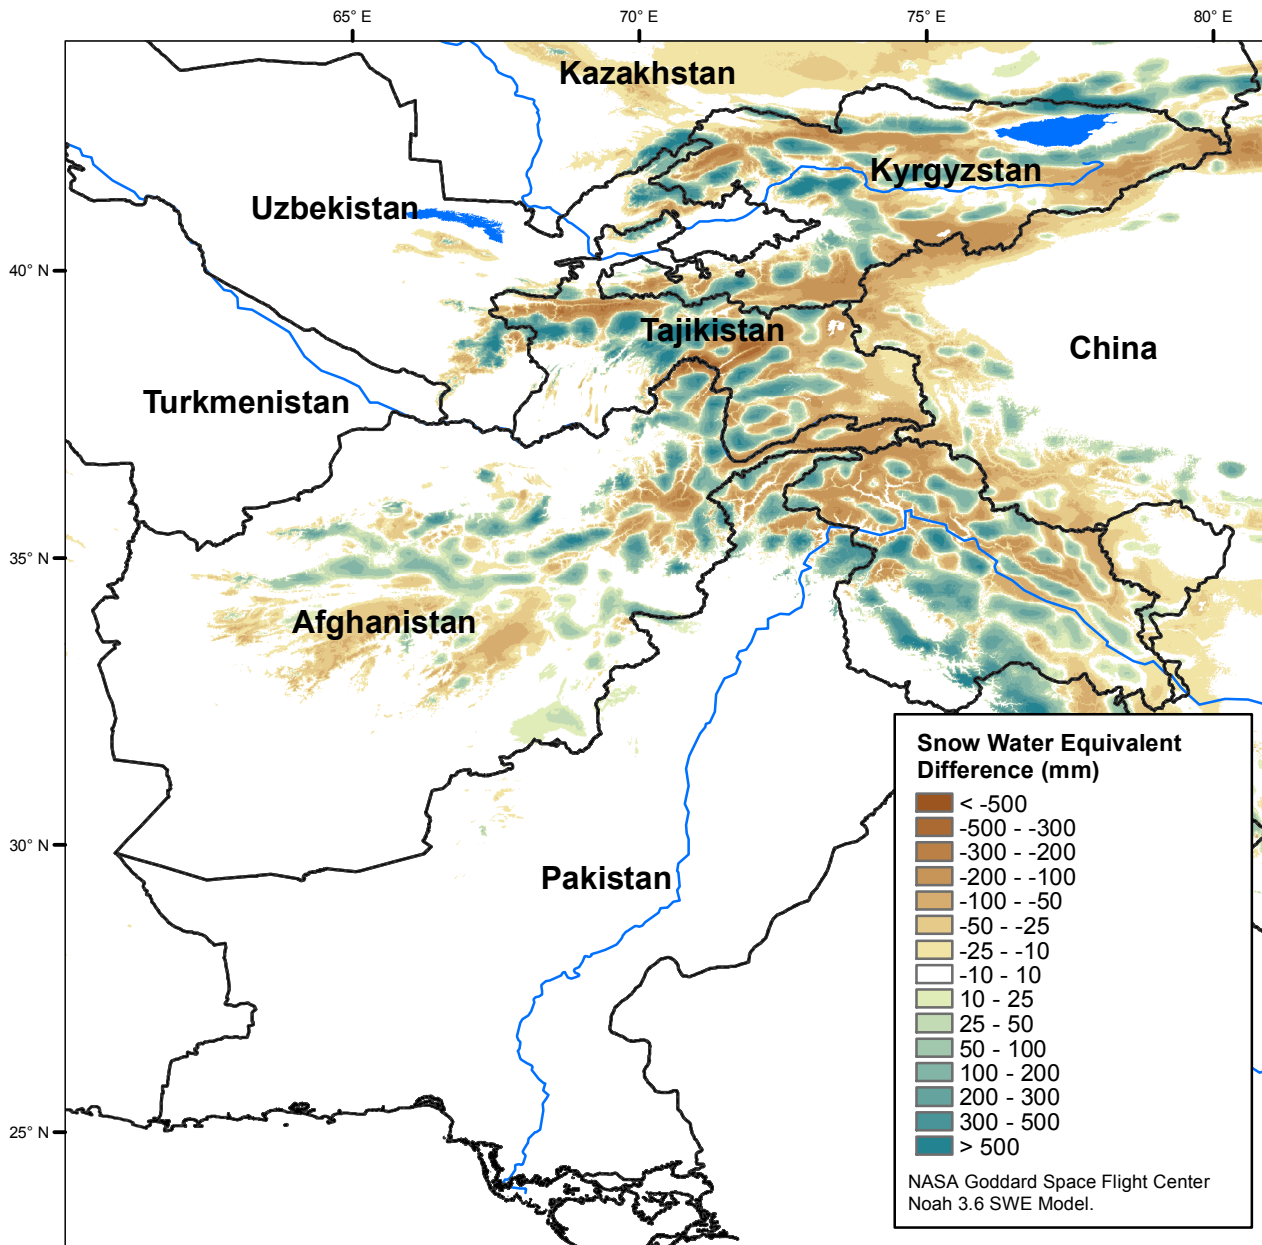 65° E
70° E
75° E
80° E
Kazakhstan
Kyrgyzstan
Uzbekistan
40° N
Tajikistan
China
Turkmenistan
35° N
Afghanistan
Snow Water Equivalent
Difference (mm)
< -500
-500 - -300
-300 - -200
-200 - -100
-100 - -50
-50 - -25
-25 - -10
-10 - 10
10 - 25
25 - 50
50 - 100
100 - 200
200 - 300
300 - 500
> 500
NASA Goddard Space Flight Center
Noah 3.6 SWE Model.
30° N
Pakistan
25° N